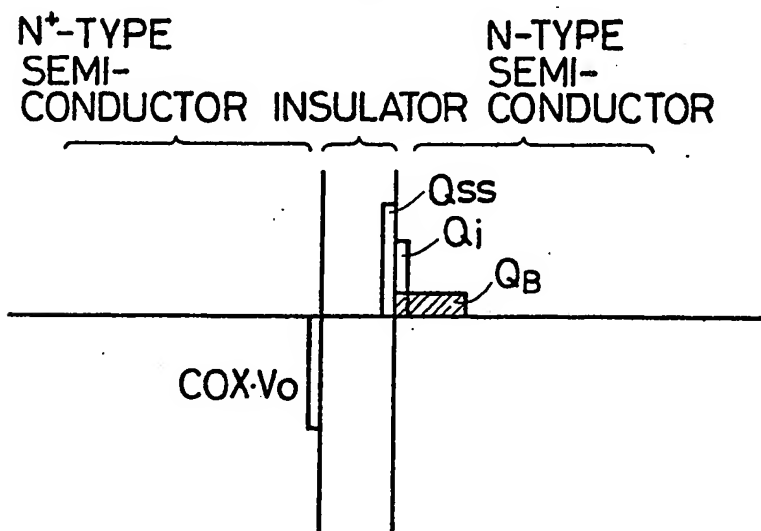 N+-TYPE
SEMI-
CONDUCTOR
INSULATOR
N-TYPE
SEMI-
CONDUCTOR
Qss
Qi
QB
COX·Vo